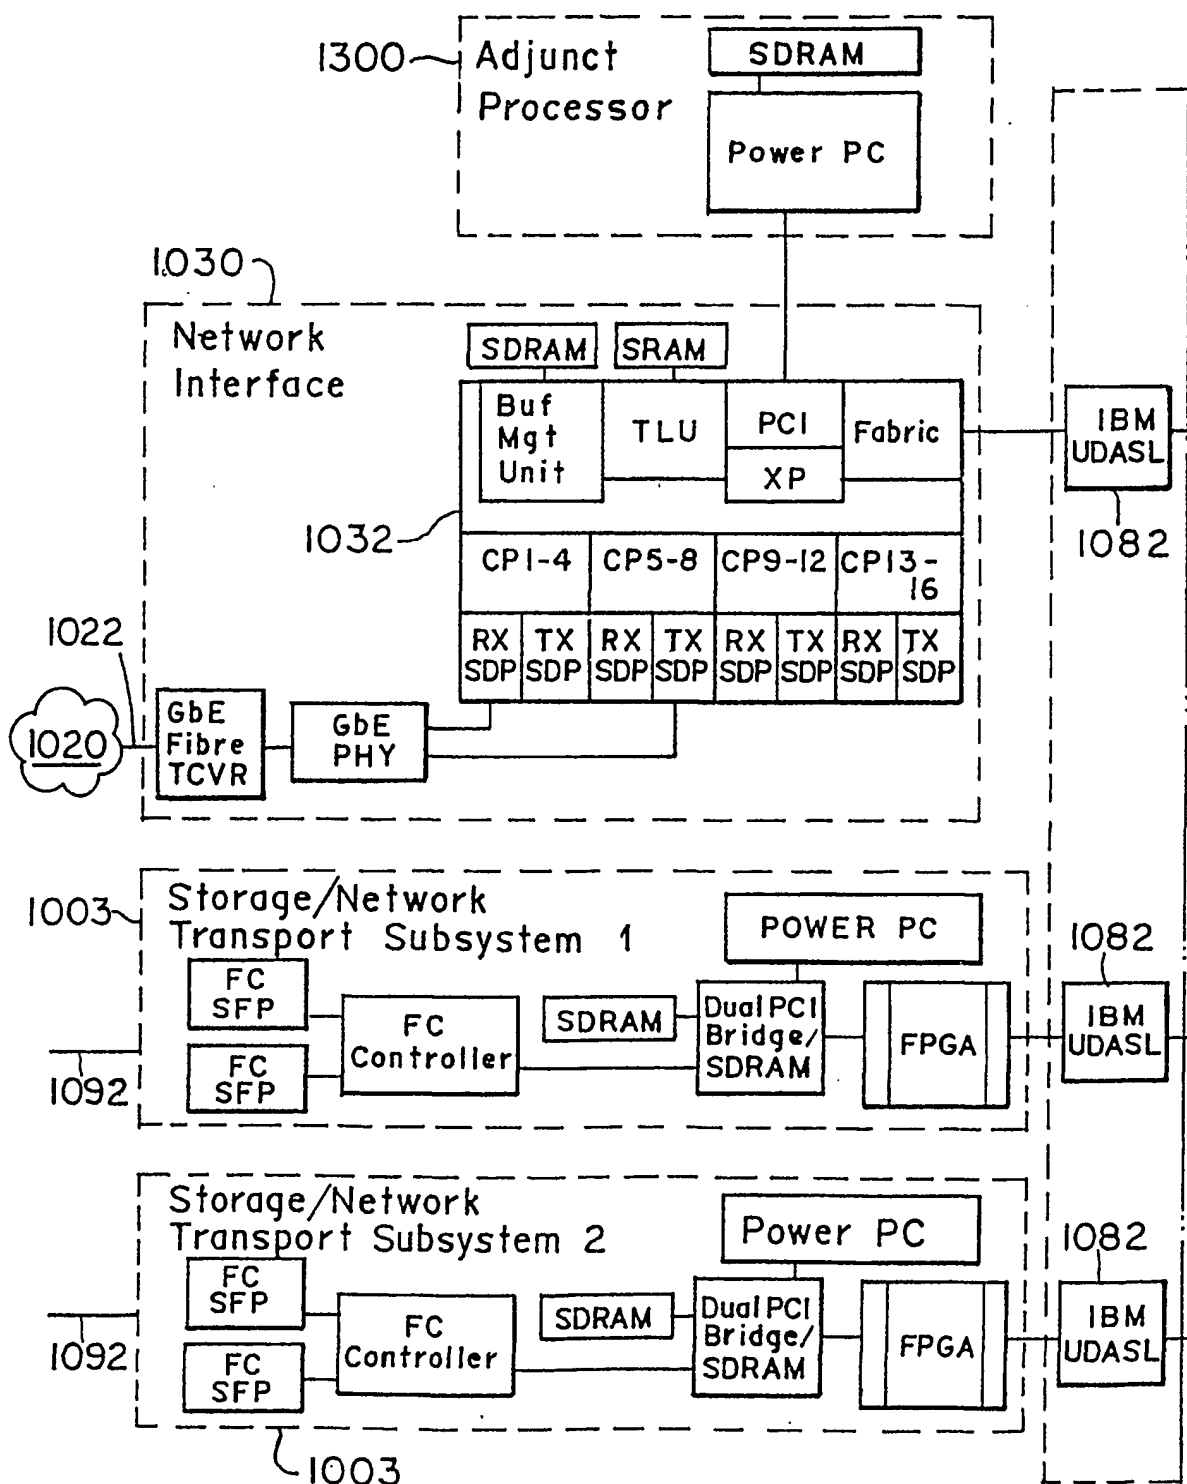 1300
Adjunct
Processor
SDRAM
Power PC
1030
Network
Interface
SDRAM
SRAM
Buf
Mgt
Unit
TLU
PCI
XP
Fabric
IBM
UDASL
1082
1032
CP1-4
CP5-8
CP9-12
CP13-
16
RX
SDP
TX
SDP
RX
SDP
TX
SDP
RX
SDP
TX
SDP
RX
SDP
TX
SDP
1022
1020
GbE
Fibre
TCVR
GbE
PHY
1003
Storage/Network
Transport Subsystem 1
POWER PC
1082
FC
SFP
FC
SFP
1092
FC
Controller
SDRAM
Dual PCI
Bridge/
SDRAM
FPGA
IBM
UDASL
Storage/Network
Transport Subsystem 2
Power PC
1082
FC
SFP
FC
SFP
1092
FC
Controller
SDRAM
Dual PCI
Bridge/
SDRAM
FPGA
IBM
UDASL
1003